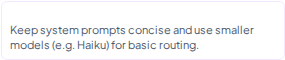 Keep system prompts concise and use smaller
models (e.g. Haiku) for basic routing.